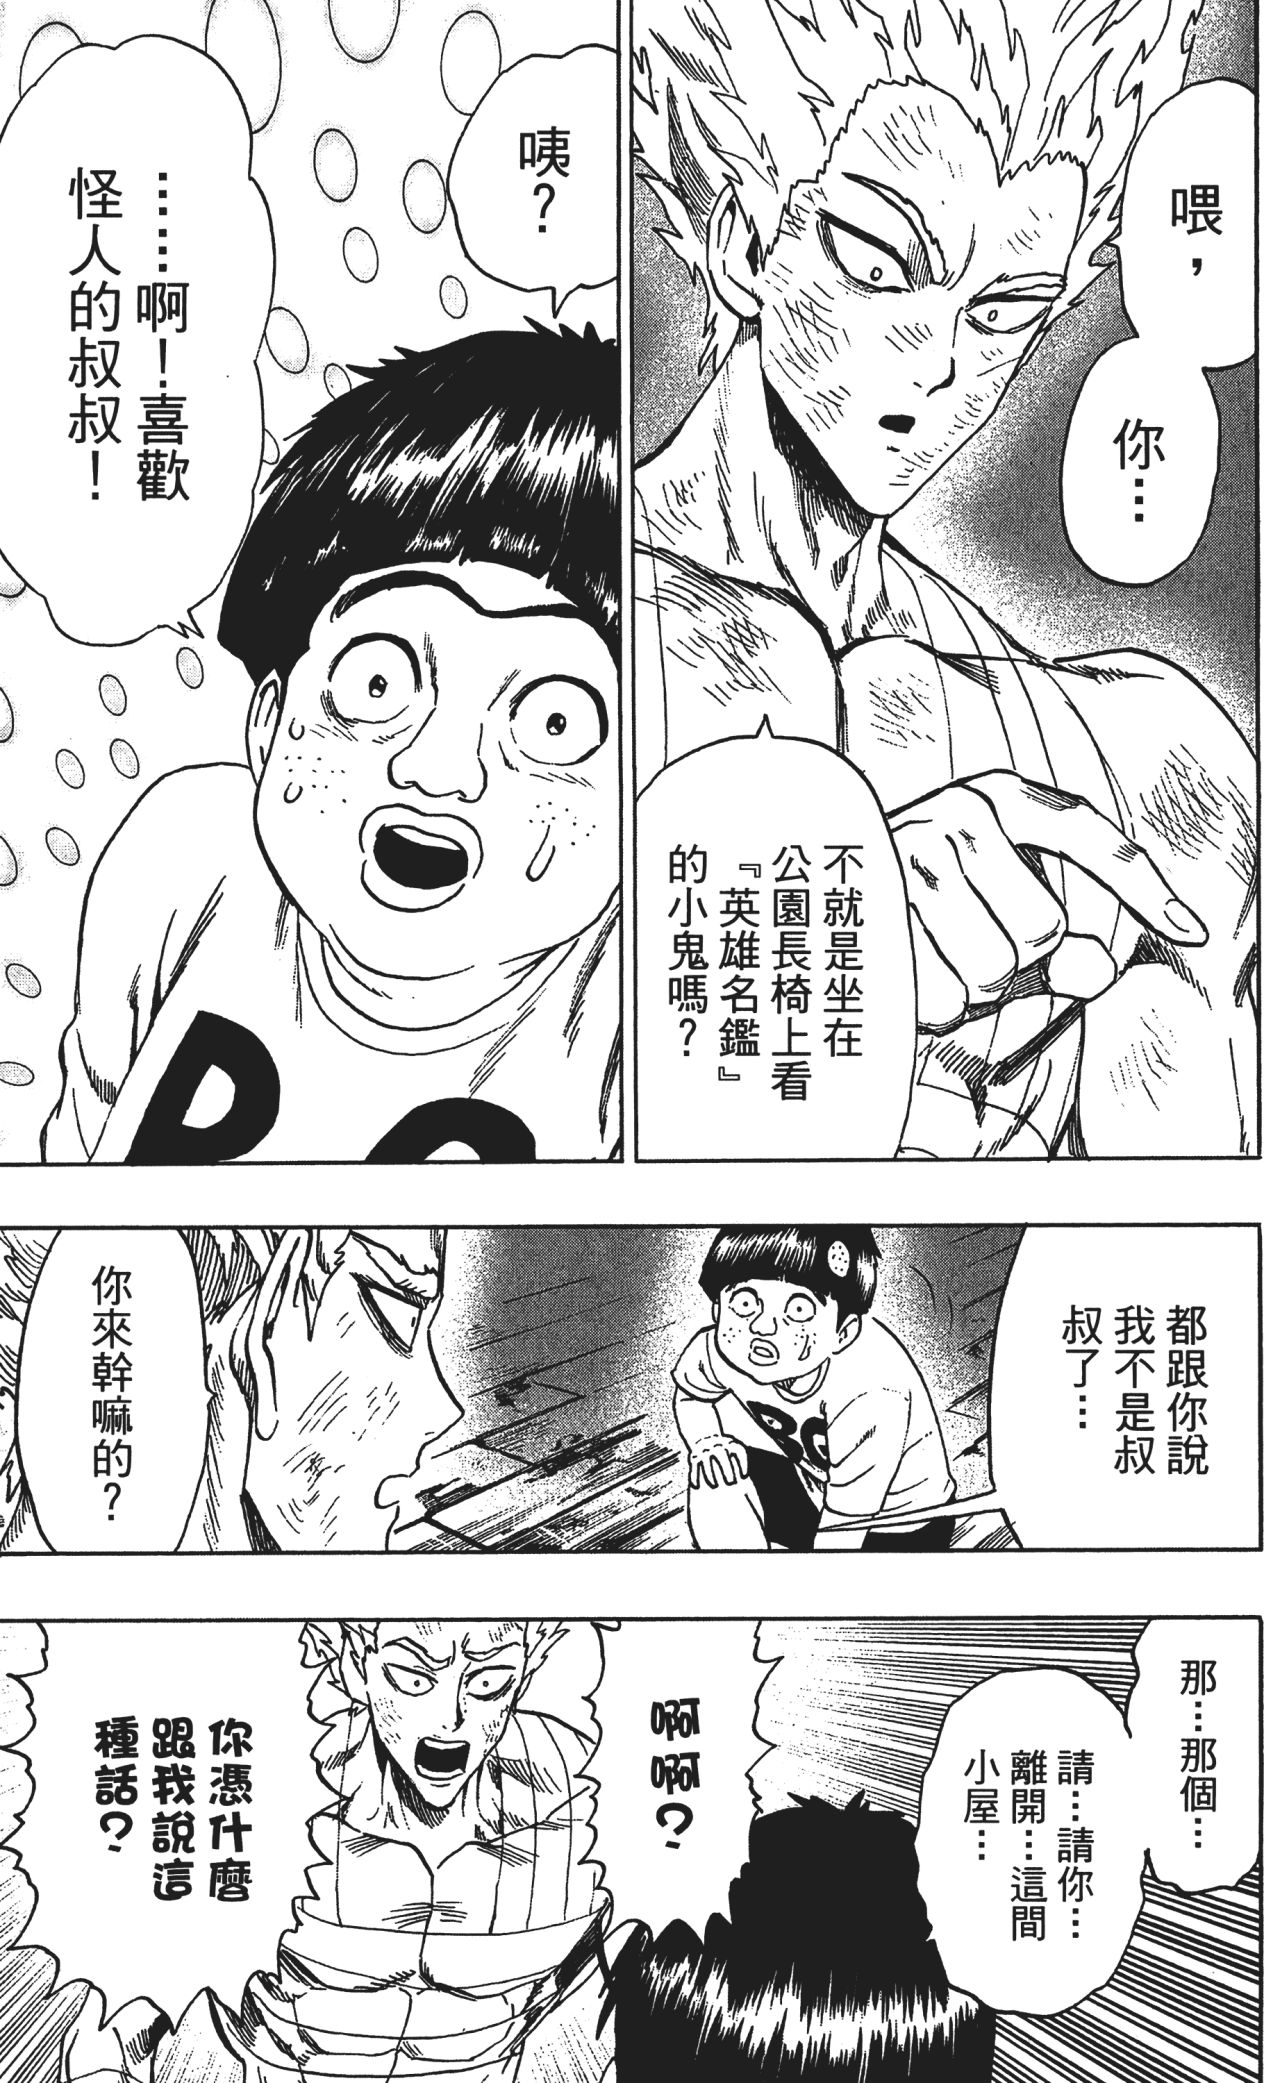 喂，
你…
不就是坐在
公園長椅上看
『英雄名鑑』
的小鬼嗎？
咦？
……啊！喜歡
怪人的叔叔！
都跟你說
我不是叔
叔了…
你來幹嘛的？
那…那個…
請…請你…
離開…這間
小屋…
啊啊？
你憑什麼
跟我說這
種話？